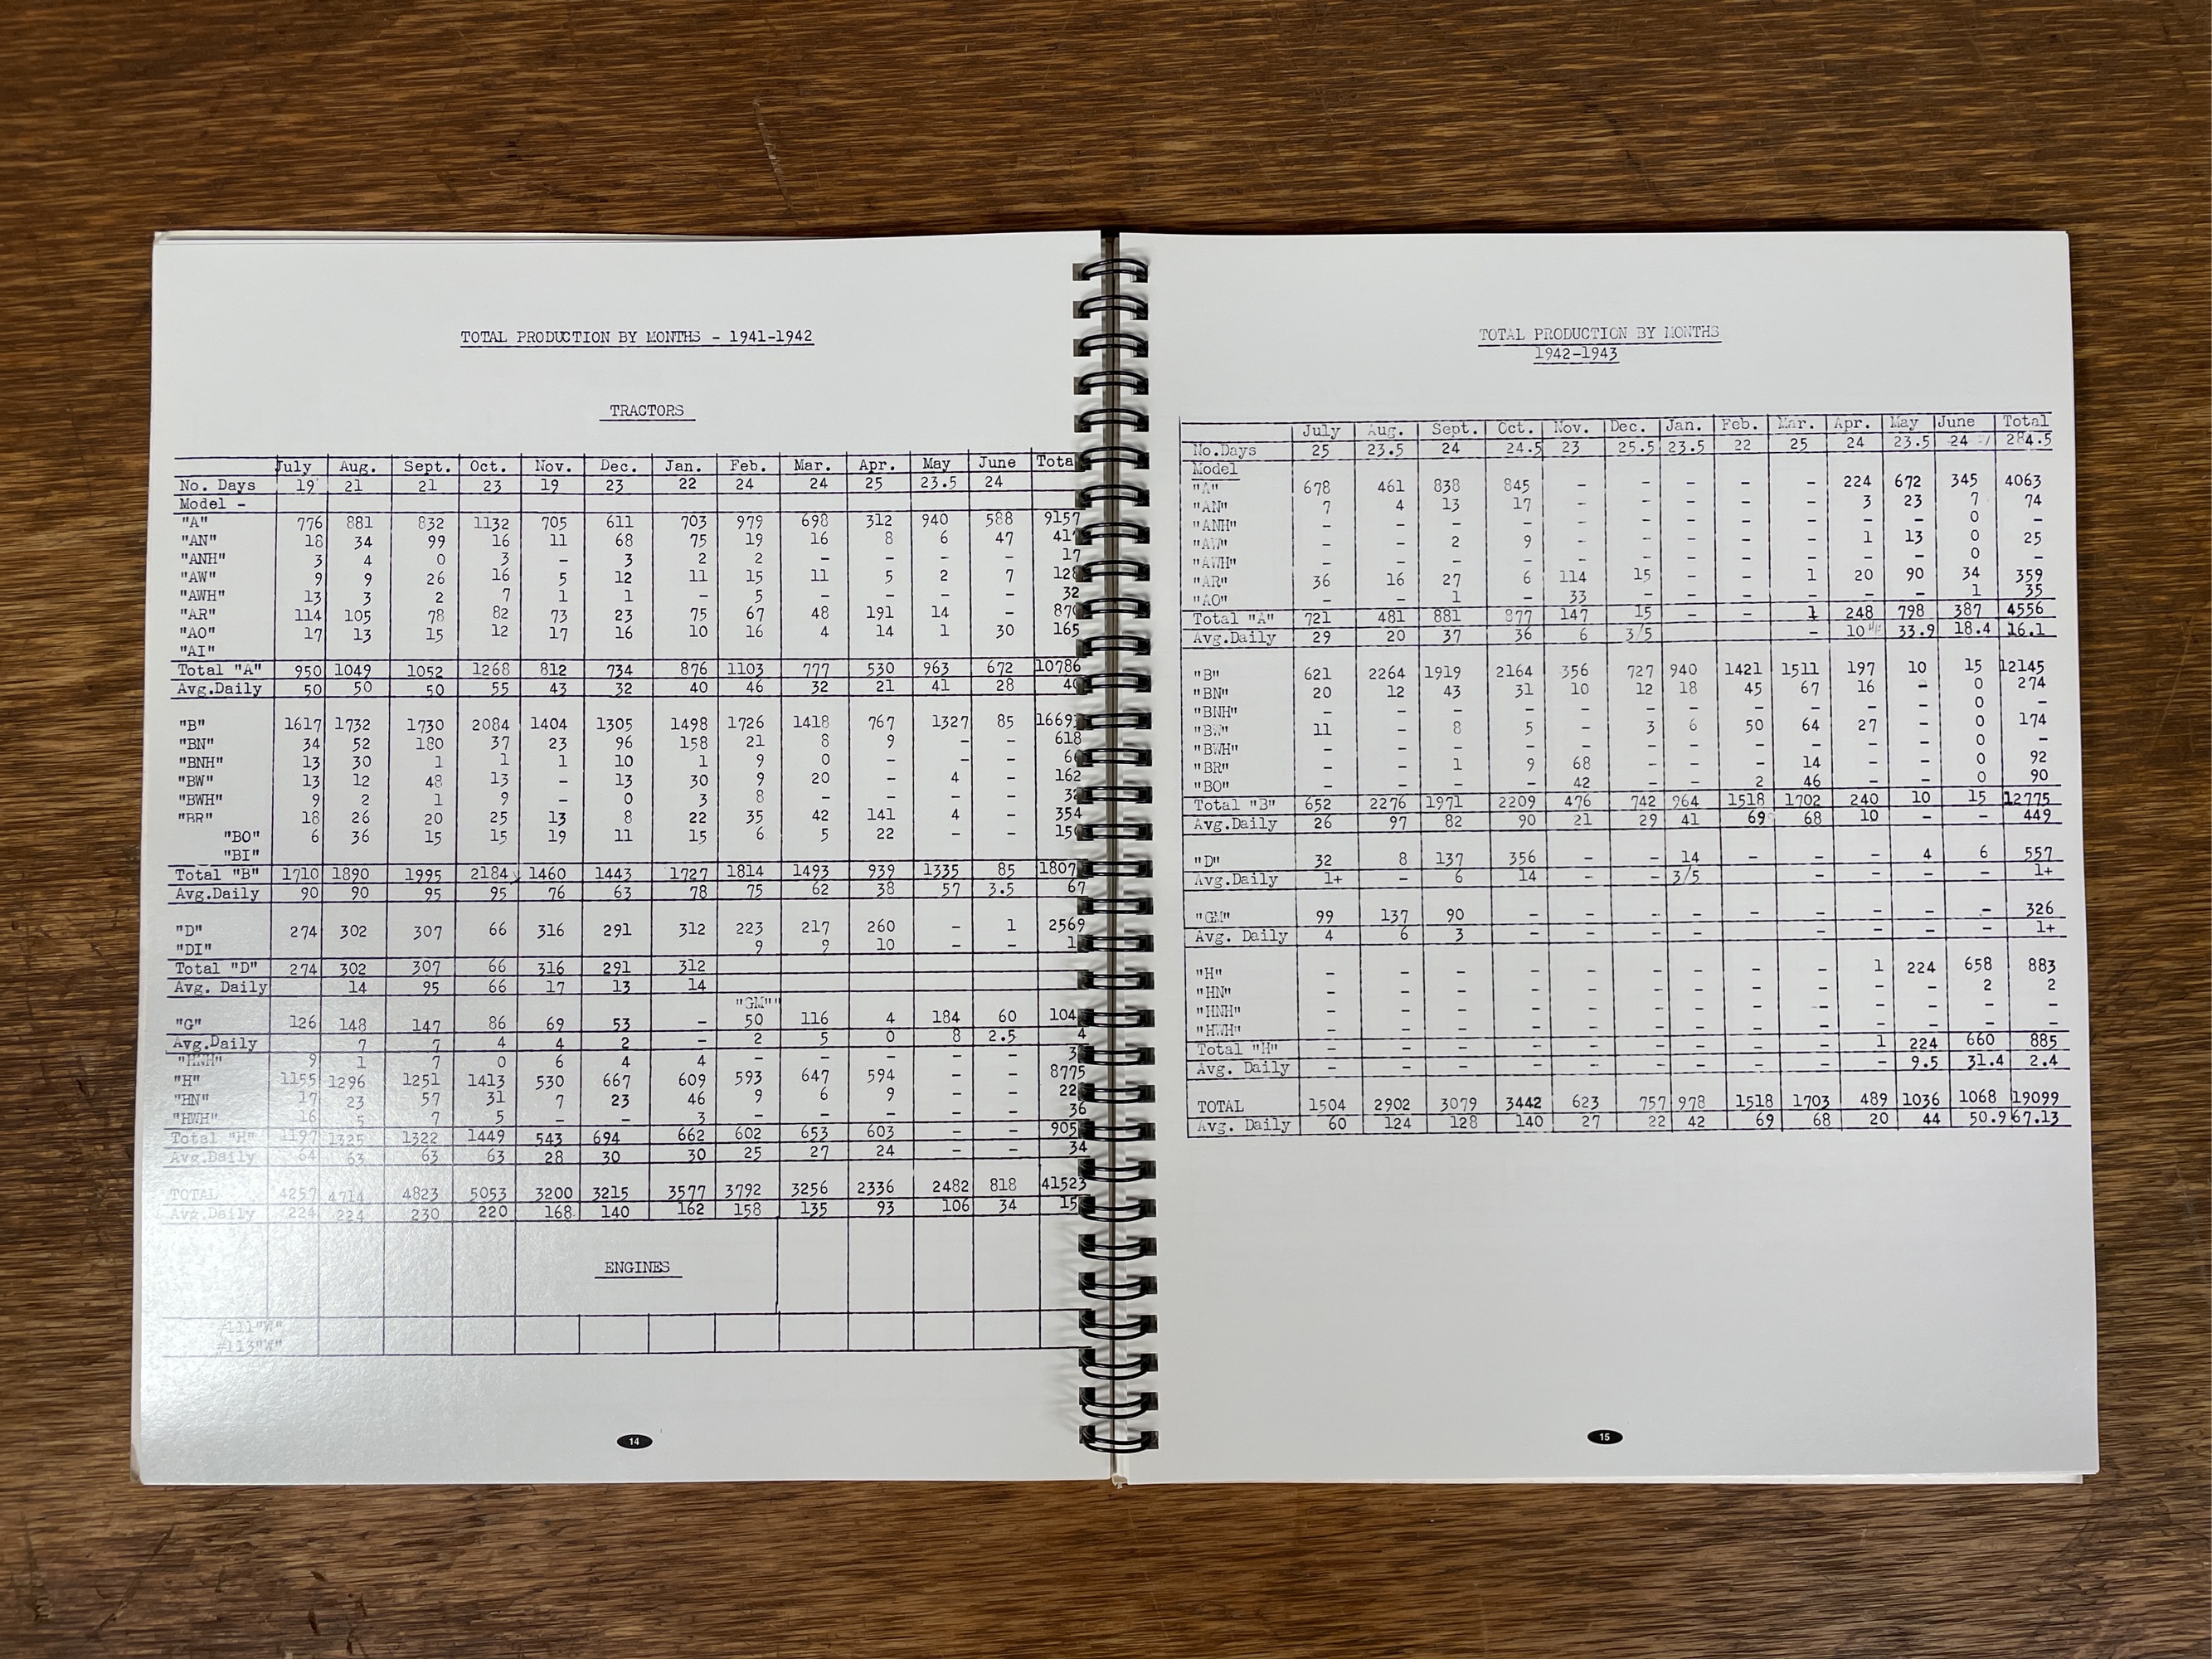 TOTAL PRODUCTION BY MONTHS - 1941-1942
TRACTORS
July Aug. Sept. Oct. Nov. Dec. Jan. Feb. Mar. Apr. May June Tota
No. Days 19 21 21 23 19 23 22 24 24 25 23.5 24
Model -
"A" 776 881 832 1132 705 611 703 979 698 312 940 588 9157
"AN" 18 34 99 16 11 68 75 19 16 8 6 47 417
"ANH" 3 4 0 3 - 3 2 2 - - - - 17
"AW" 9 9 26 16 5 12 11 15 11 5 2 7 128
"AWH" 13 3 2 7 1 1 - 5 - - - - 32
"AR" 114 105 78 82 73 23 75 67 48 191 14 - 870
"AO" 17 13 15 12 17 16 10 16 4 14 1 30 165
"AI"
Total "A" 950 1049 1052 1268 812 734 876 1103 777 530 963 672 10786
Avg.Daily 50 50 50 55 43 32 40 46 32 21 41 28 40
"B" 1617 1732 1730 2084 1404 1305 1498 1726 1418 767 1327 85 1669
"BN" 34 52 180 37 23 96 158 21 8 9 - - 618
"BNH" 13 30 1 1 1 10 1 9 0 - - 6
"BW" 13 12 48 13 - 13 30 9 20 - 4 - 162
"BWH" 9 2 1 9 - 0 3 8 - - - - 32
"BR" 18 26 20 25 13 8 22 35 42 141 4 - 354
"BO" 6 36 15 15 19 11 15 6 5 22 - - 150
"BI"
Total "B" 1710 1890 1995 2184 1460 1443 1727 1814 1493 939 1335 85 1807
Avg.Daily 90 90 95 95 76 63 78 75 62 38 57 3.5 67
"D" 274 302 307 66 316 291 312 223 217 260 - 1 2569
"DI" 9 9 10 - - 1
Total "D" 274 302 307 66 316 291 312
Avg. Daily 14 95 66 17 13 14
"GM"
"G" 126 148 147 86 69 53 - 50 116 4 184 60 104
Avg.Daily 7 7 4 4 2 - 2 5 0 8 2.5 4
"HNH" 9 1 7 0 6 4 4 - - - - - 3
"H" 1155 1296 1251 1413 530 667 609 593 647 594 - - 8775
"HN" 17 23 57 31 7 23 46 9 6 9 - - 22
"HWH" 16 5 7 5 - - 3 - - - - - 36
Total "H" 1197 1325 1322 1449 543 694 662 602 653 603 - - 905
Avg.Daily 64 63 63 63 28 30 30 25 27 24 - - 34
TOTAL 4257 4714 4823 5053 3200 3215 3577 3792 3256 2336 2482 818 41523
Avg.Daily 224 224 230 220 168 140 162 158 135 93 106 34 15
ENGINES
#111"W"
#113"W"
14
TOTAL PRODUCTION BY MONTHS
1942-1943
July Aug. Sept. Oct. Nov. Dec. Jan. Feb. Mar. Apr. May June Total
No.Days 25 23.5 24 24.5 23 25.5 23.5 22 25 24 23.5 24 284.5
Model
"A" 678 461 838 845 - - - - - 224 672 345 4063
"AN" 7 4 13 17 - - - - - 3 23 7 74
"ANH" - - - - - - - - - - - 0 -
"AW" - - 2 9 - - - - - 1 13 0 25
"AWH" - - - - - - - - - - - 0 -
"AR" 36 16 27 6 114 15 - - 1 20 90 34 359
"AO" - - 1 - 33 - - - - - - 1 35
Total "A" 721 481 881 877 147 15 - - 1 248 798 387 4556
Avg.Daily 29 20 37 36 6 3/5 - 10 33.9 18.4 16.1
"B" 621 2264 1919 2164 356 727 940 1421 1511 197 10 15 12145
"BN" 20 12 43 31 10 12 18 45 67 16 - 0 274
"BNH" - - - - - - - - - - - 0 -
"BW" 11 - 8 5 - 3 6 50 64 27 - 0 174
"BWH" - - - - - - - - - - - 0 -
"BR" - - 1 9 68 - - - 14 - - 0 92
"BO" - - - - 42 - - 2 46 - - 0 90
Total "B" 652 2276 1971 2209 476 742 964 1518 1702 240 10 15 12775
Avg.Daily 26 97 82 90 21 29 41 69 68 10 - - 449
"D" 32 8 137 356 - - 14 - - - 4 6 557
Avg.Daily 1+ - 6 14 - - 3/5 - - - - 1+
"GM" 99 137 90 - - - - - - - - - 326
Avg. Daily 4 6 3 - - - - - - - - - 1+
"H" - - - - - - - - - 1 224 658 883
"HN" - - - - - - - - - - - 2 2
"HNH" - - - - - - - - - - - - -
"HWH" - - - - - - - - - - - - -
Total "H" - - - - - - - - - 1 224 660 885
Avg. Daily - - - - - - - - - - 9.5 31.4 2.4
TOTAL 1504 2902 3079 3442 623 757 978 1518 1703 489 1036 1068 19099
Avg. Daily 60 124 128 140 27 22 42 69 68 20 44 50.9 67.13
15